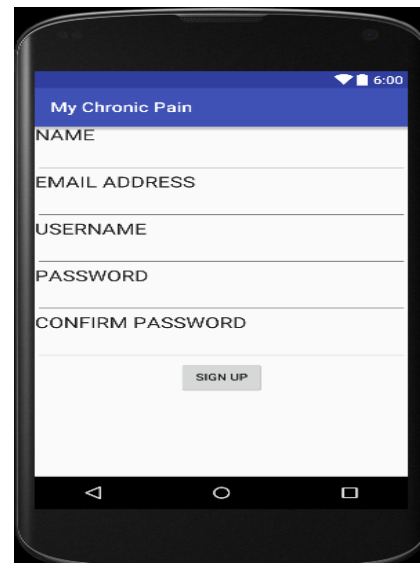 6:00
My Chronic Pain
NAME
EMAIL ADDRESS
USERNAME
PASSWORD
CONFIRM PASSWORD
SIGN UP